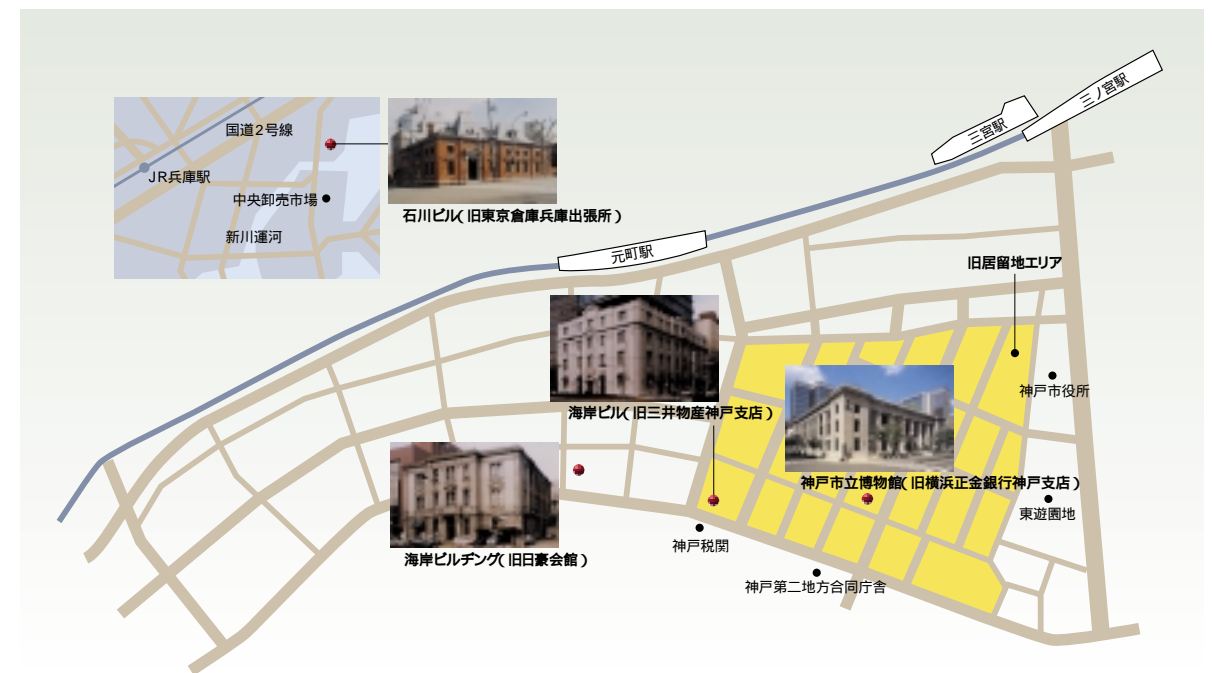 三ノ宮駅
三宮駅
国道2号線
JR兵庫駅
中央卸売市場
新川運河
石川ビル(旧東京倉庫兵庫出張所)
元町駅
旧居留地エリア
神戸市役所
海岸ビル(旧三井物産神戸支店)
神戸市立博物館(旧横浜正金銀行神戸支店)
東遊園地
神戸税関
海岸ビルヂング(旧日豪会館)
神戸第二地方合同庁舎